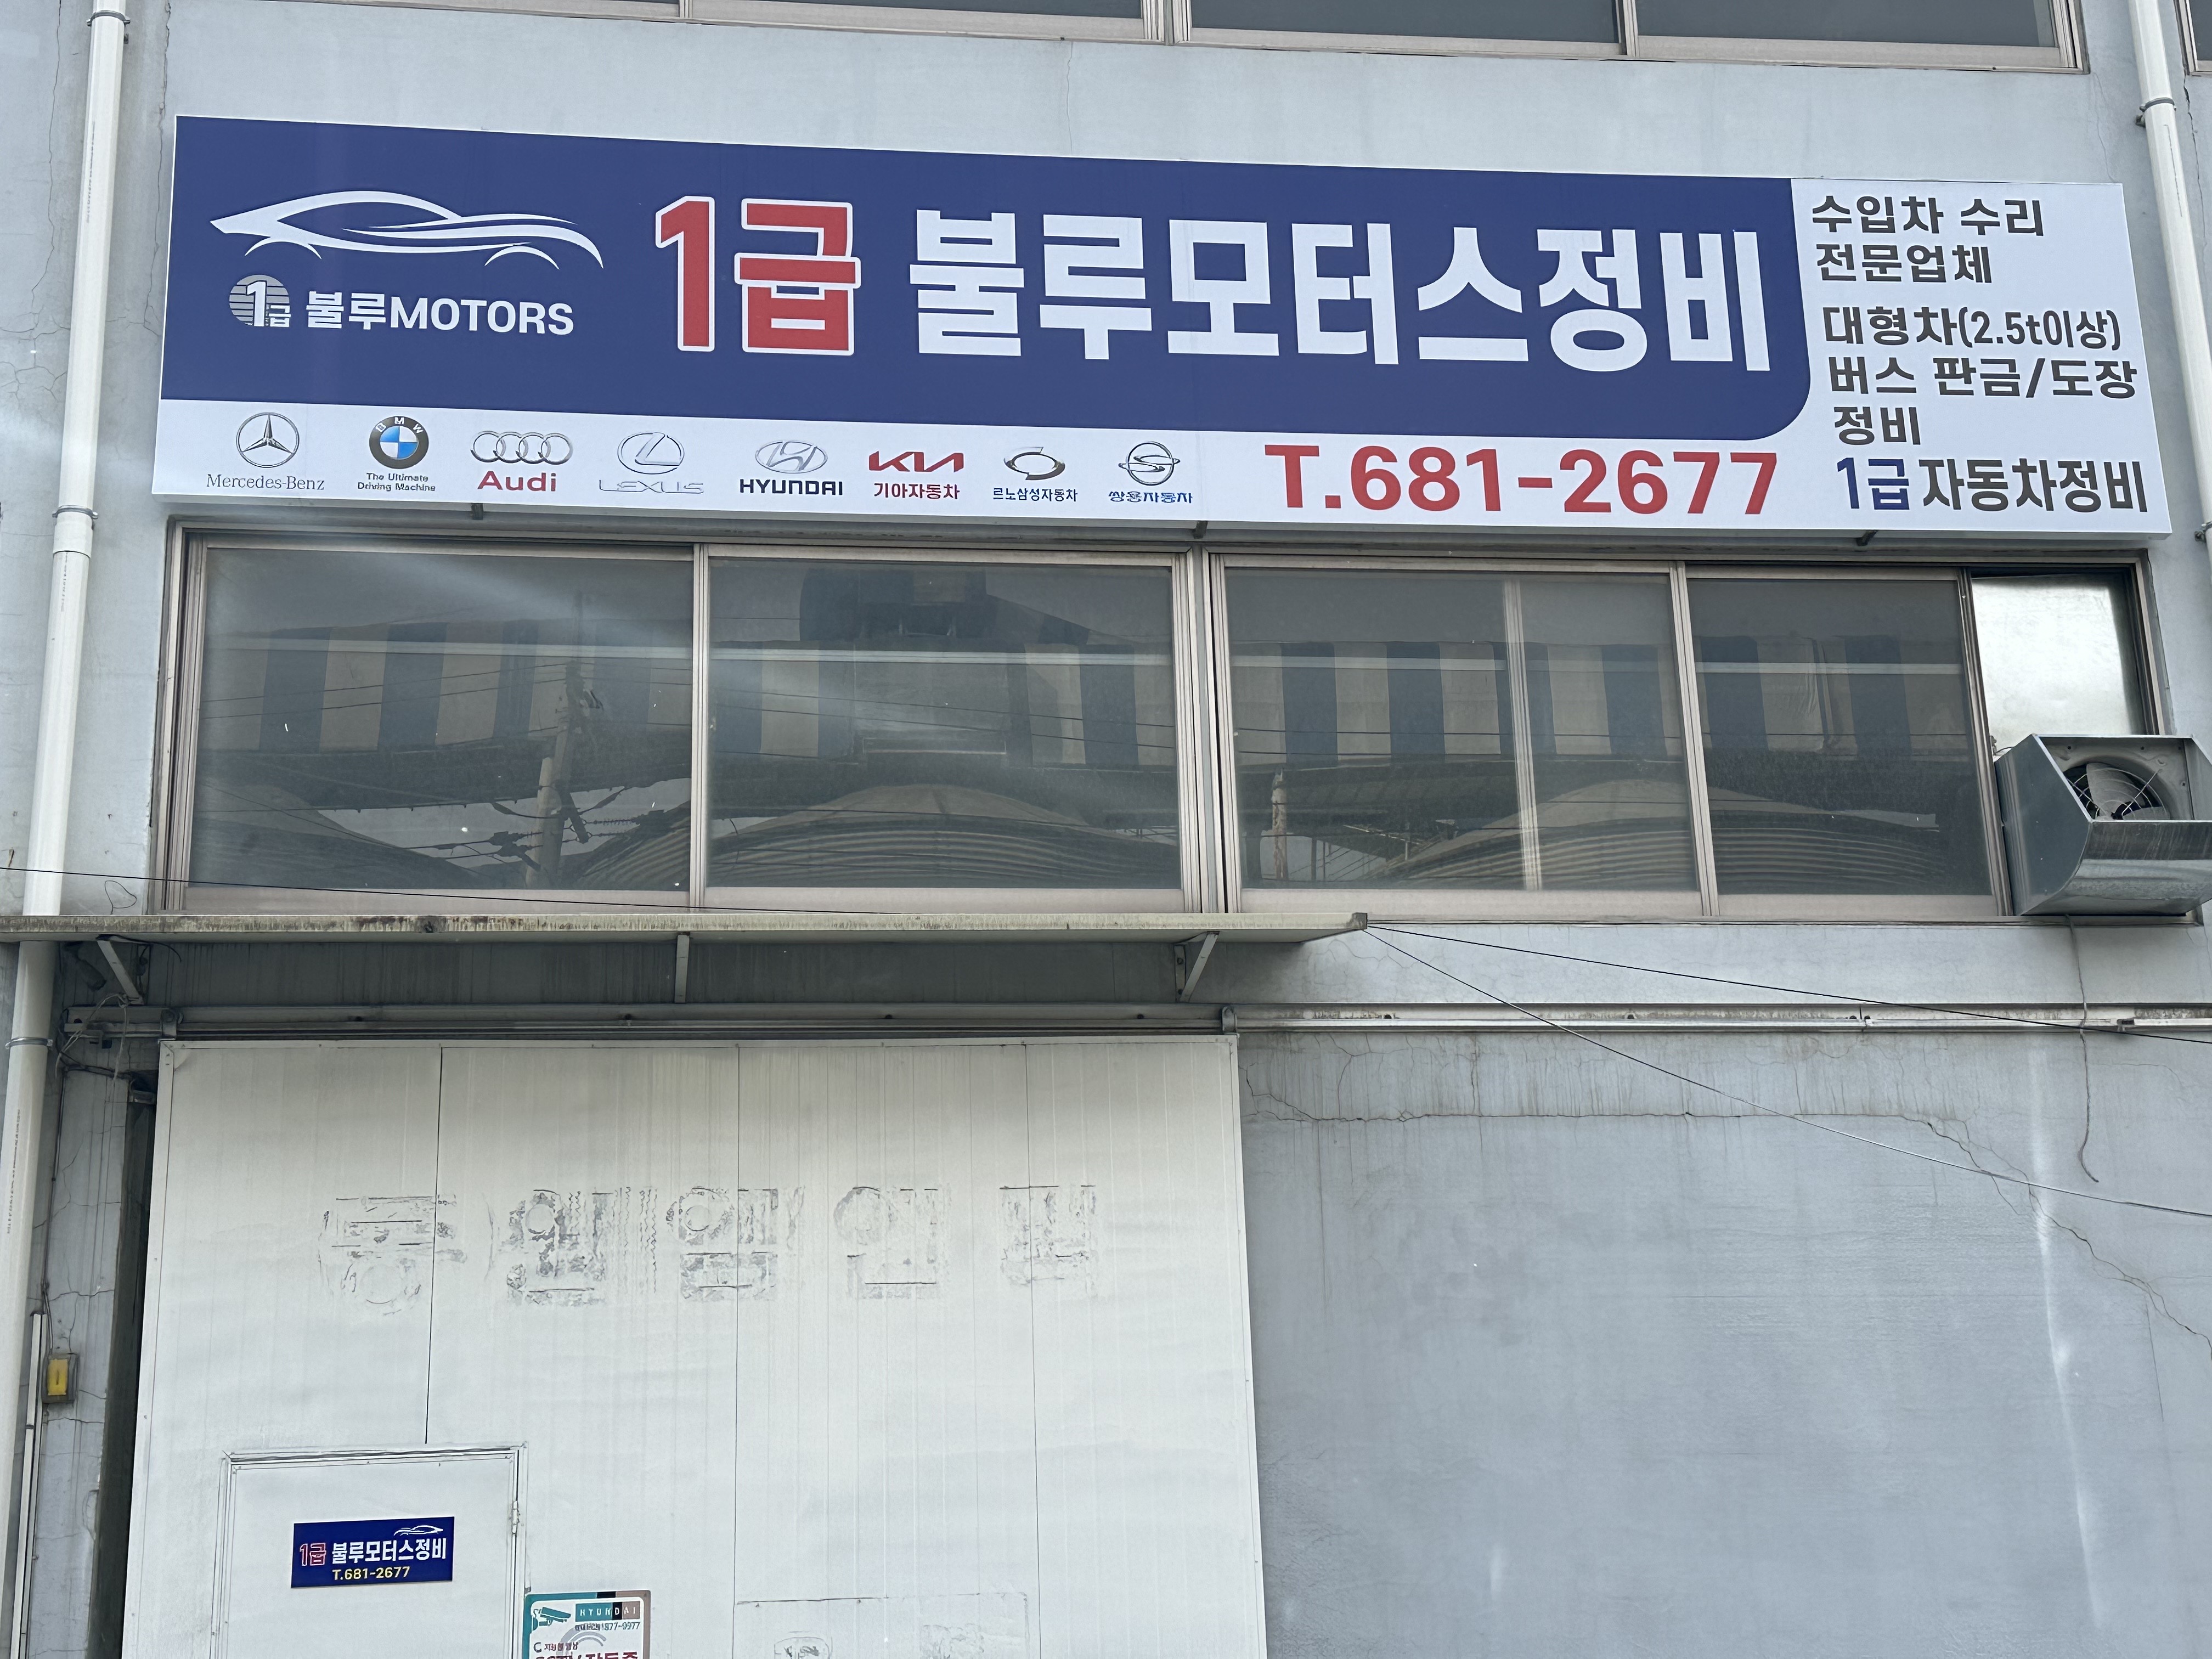 1급 불루모터스정비
1급 불루MOTORS
Mercedes-Benz
BMW
The Ultimate
Driving Machine
Audi
LEXUS
HYUNDAI
KIA
기아자동차
르노삼성자동차
쌍용자동차
T.681-2677
수입차 수리
전문업체
대형차(2.5t이상)
버스 판금/도장
정비
1급자동차정비
1급 불루모터스정비
T.681-2677
HYUNDAI